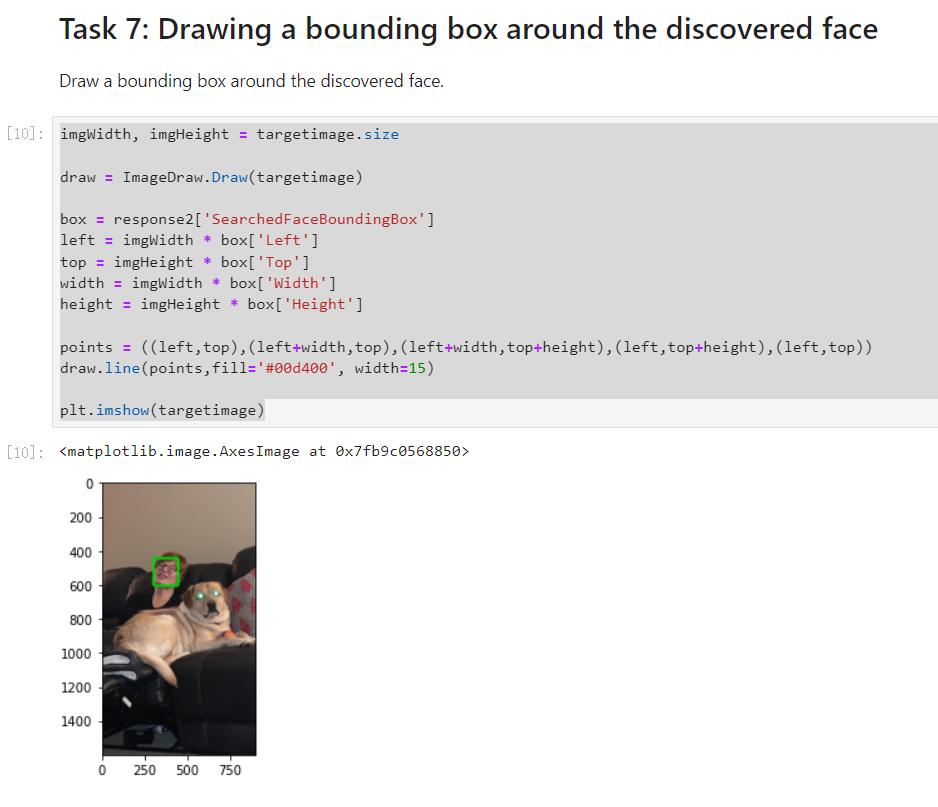 Task 7: Drawing a bounding box around the discovered face
Draw a bounding box around the discovered face.
[10]: imgWidth, imgHeight = targetimage.size
draw = ImageDraw.Draw(targetimage)
box = response2['SearchedFaceBoundingBox']
left = imgWidth * box['Left']
top = imgHeight * box['Top']
width = imgWidth * box['Width']
height = imgHeight * box['Height']
points = ((left,top),(left+width,top),(left+width,top+height),(left,top+height),(left,top))
draw.line(points,fill='#00d400', width=15)
plt.imshow(targetimage)
[10]: <matplotlib.image.AxesImage at 0x7fb9c0568850>
0
200
400
600
800
1000
1200
1400
0 250 500 750